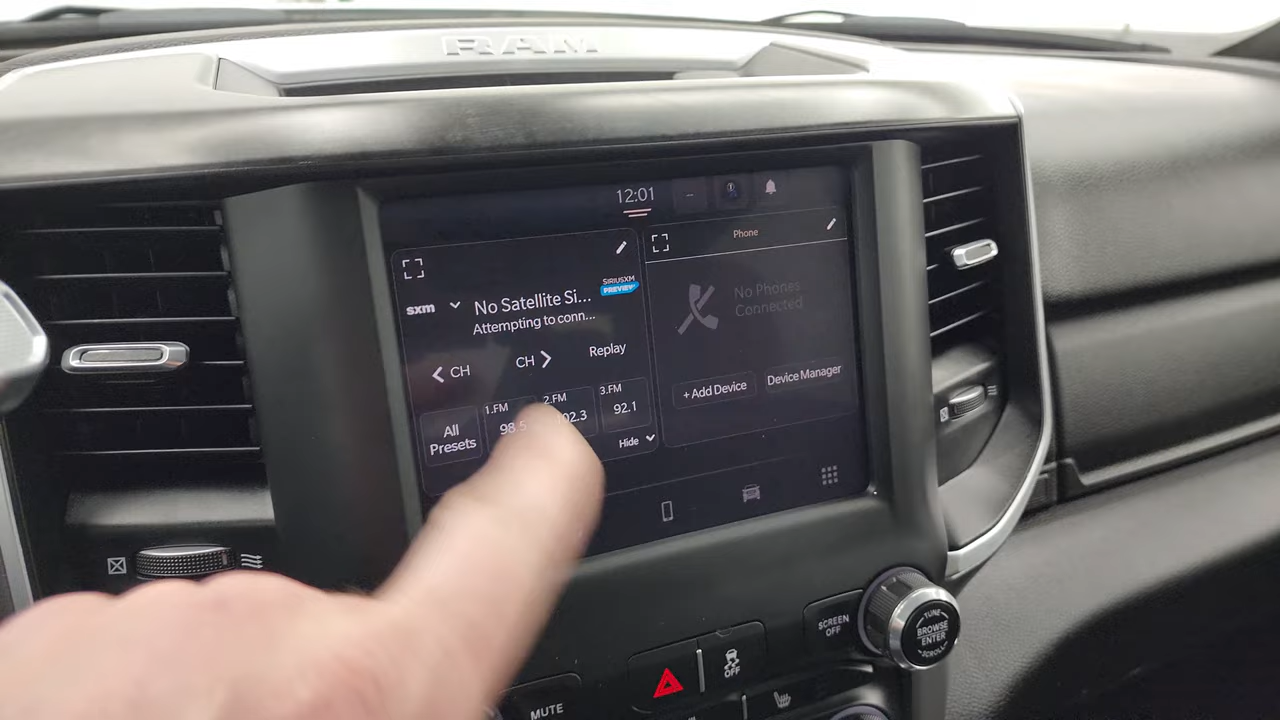 RAM
12:01
Phone
SIRIUSXM
PREVIEW
sxm
No Satellite Si...
Attempting to conn...
No Phones
Connected
CH
CH
Replay
+ Add Device
Device Manager
All
Presets
1.FM
98.5
2.FM
102.3
3.FM
92.1
Hide
SCREEN
OFF
TUNE
BROWSE
ENTER
SCROLL
OFF
MUTE